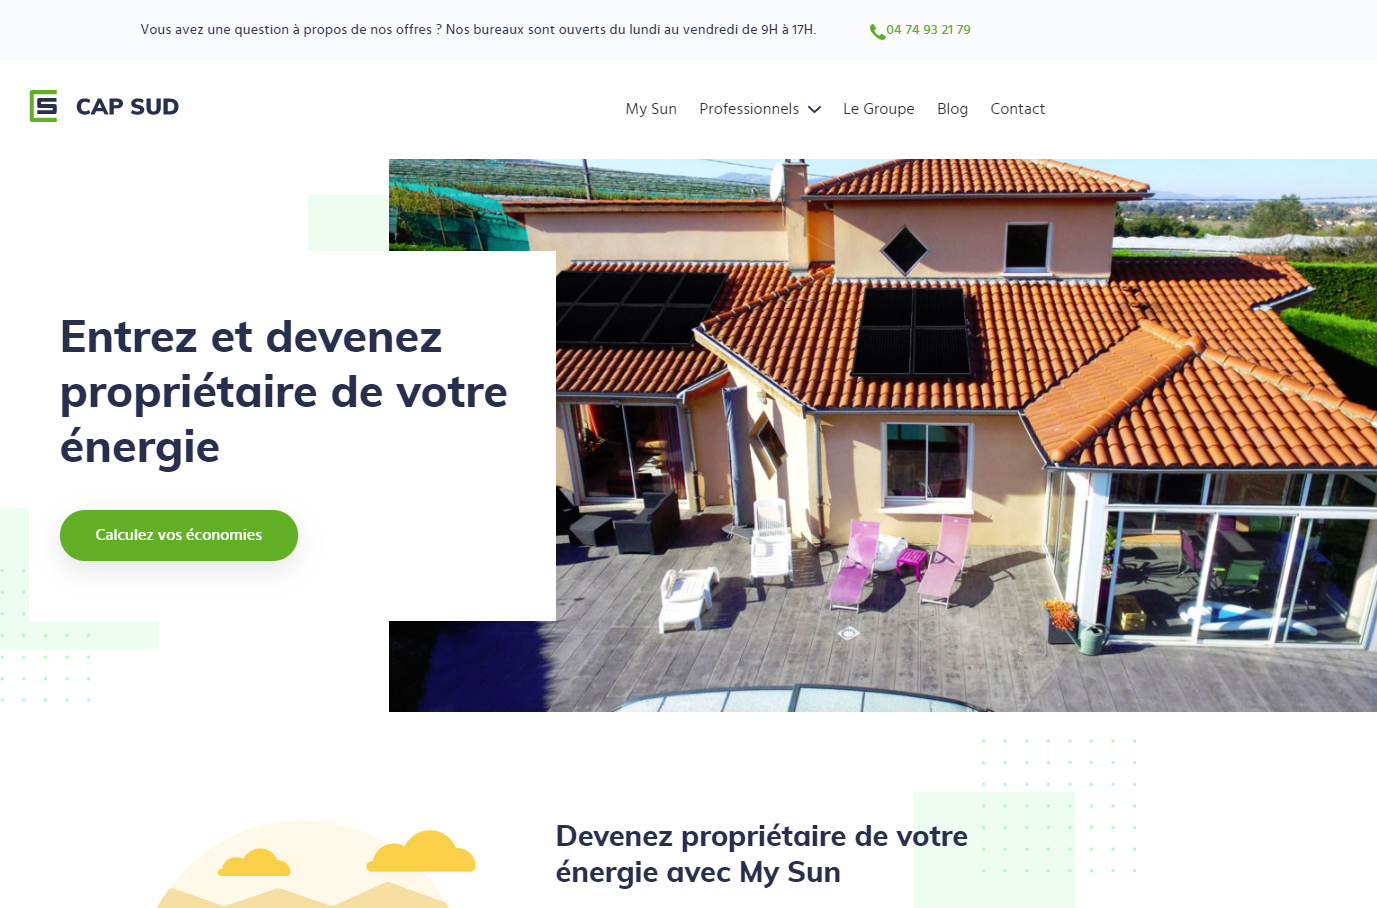 Vous avez une question à propos de nos offres ? Nos bureaux sont ouverts du lundi au vendredi de 9H à 17H.
04 74 93 21 79
CAP SUD
My Sun
Professionnels
Le Groupe
Blog
Contact
Entrez et devenez
propriétaire de votre
énergie
Calculez vos économies
Devenez propriétaire de votre
énergie avec My Sun